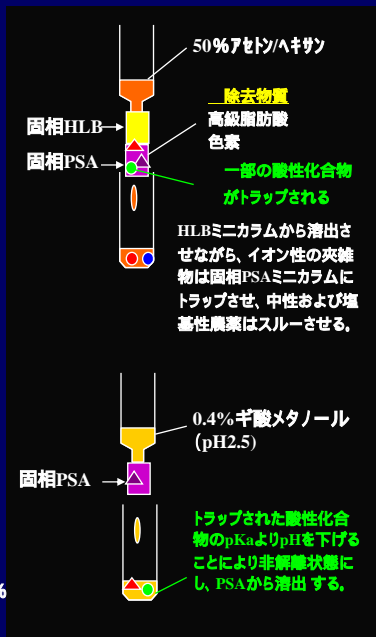 50%アセトン/ヘキサン
除去物質
高級脂肪酸
色素
固相HLB
固相PSA
一部の酸性化合物
がトラップされる
HLBミニカラムから溶出さ
せながら、イオン性の夾雑
物は固相PSAミニカラムに
トラップさせ、中性および塩
基性農薬はスルーさせる。
0.4%ギ酸メタノール
(pH2.5)
固相PSA
トラップされた酸性化合
物のpKaよりpHを下げる
ことにより非解離状態に
し、PSAから溶出 する。
%